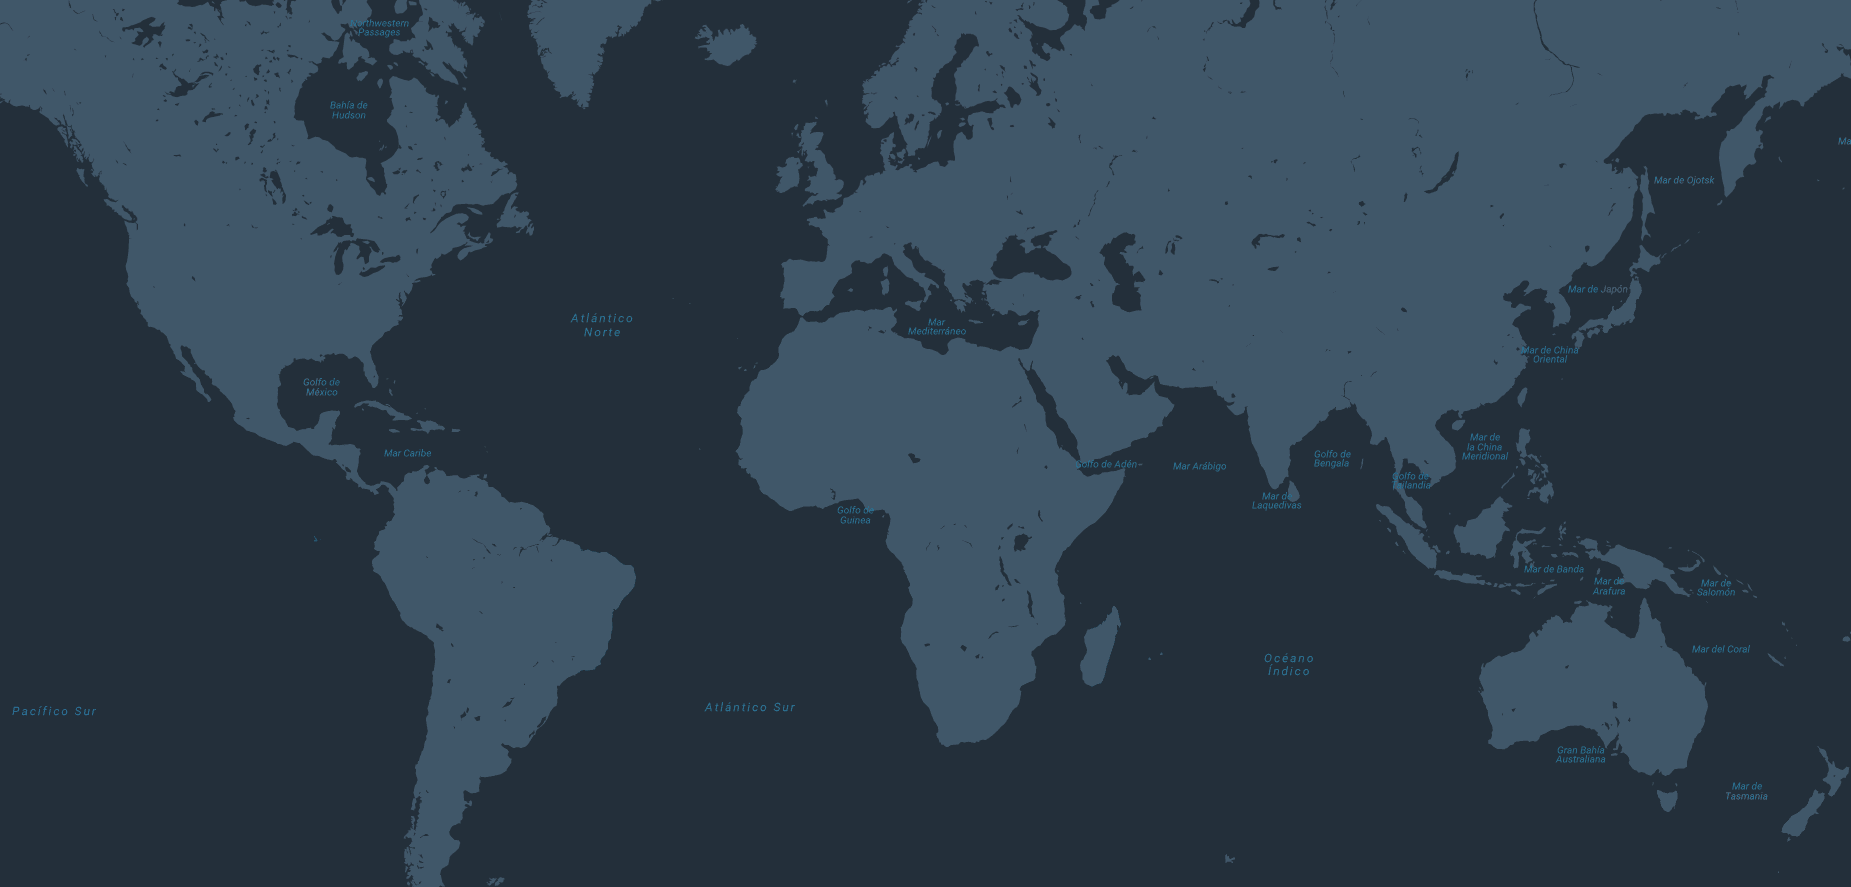 Northwestern
Passages
Bahía de
Hudson
Mar de Ojotsk
Mar de Japón
Atlántico
Norte
Mar
Mediterráneo
Mar de China
Oriental
Golfo de
México
Mar Caribe
Golfo de Adén
Mar Arábigo
Golfo de
Bengala
Mar de
la China
Meridional
Golfo de
Tailandia
Mar de
Laquedivas
Golfo de
Guinea
Mar de Banda
Mar de
Arafura
Mar de
Salomón
Mar del Coral
Océano
Índico
Pacífico Sur
Atlántico Sur
Gran Bahía
Australiana
Mar de
Tasmania